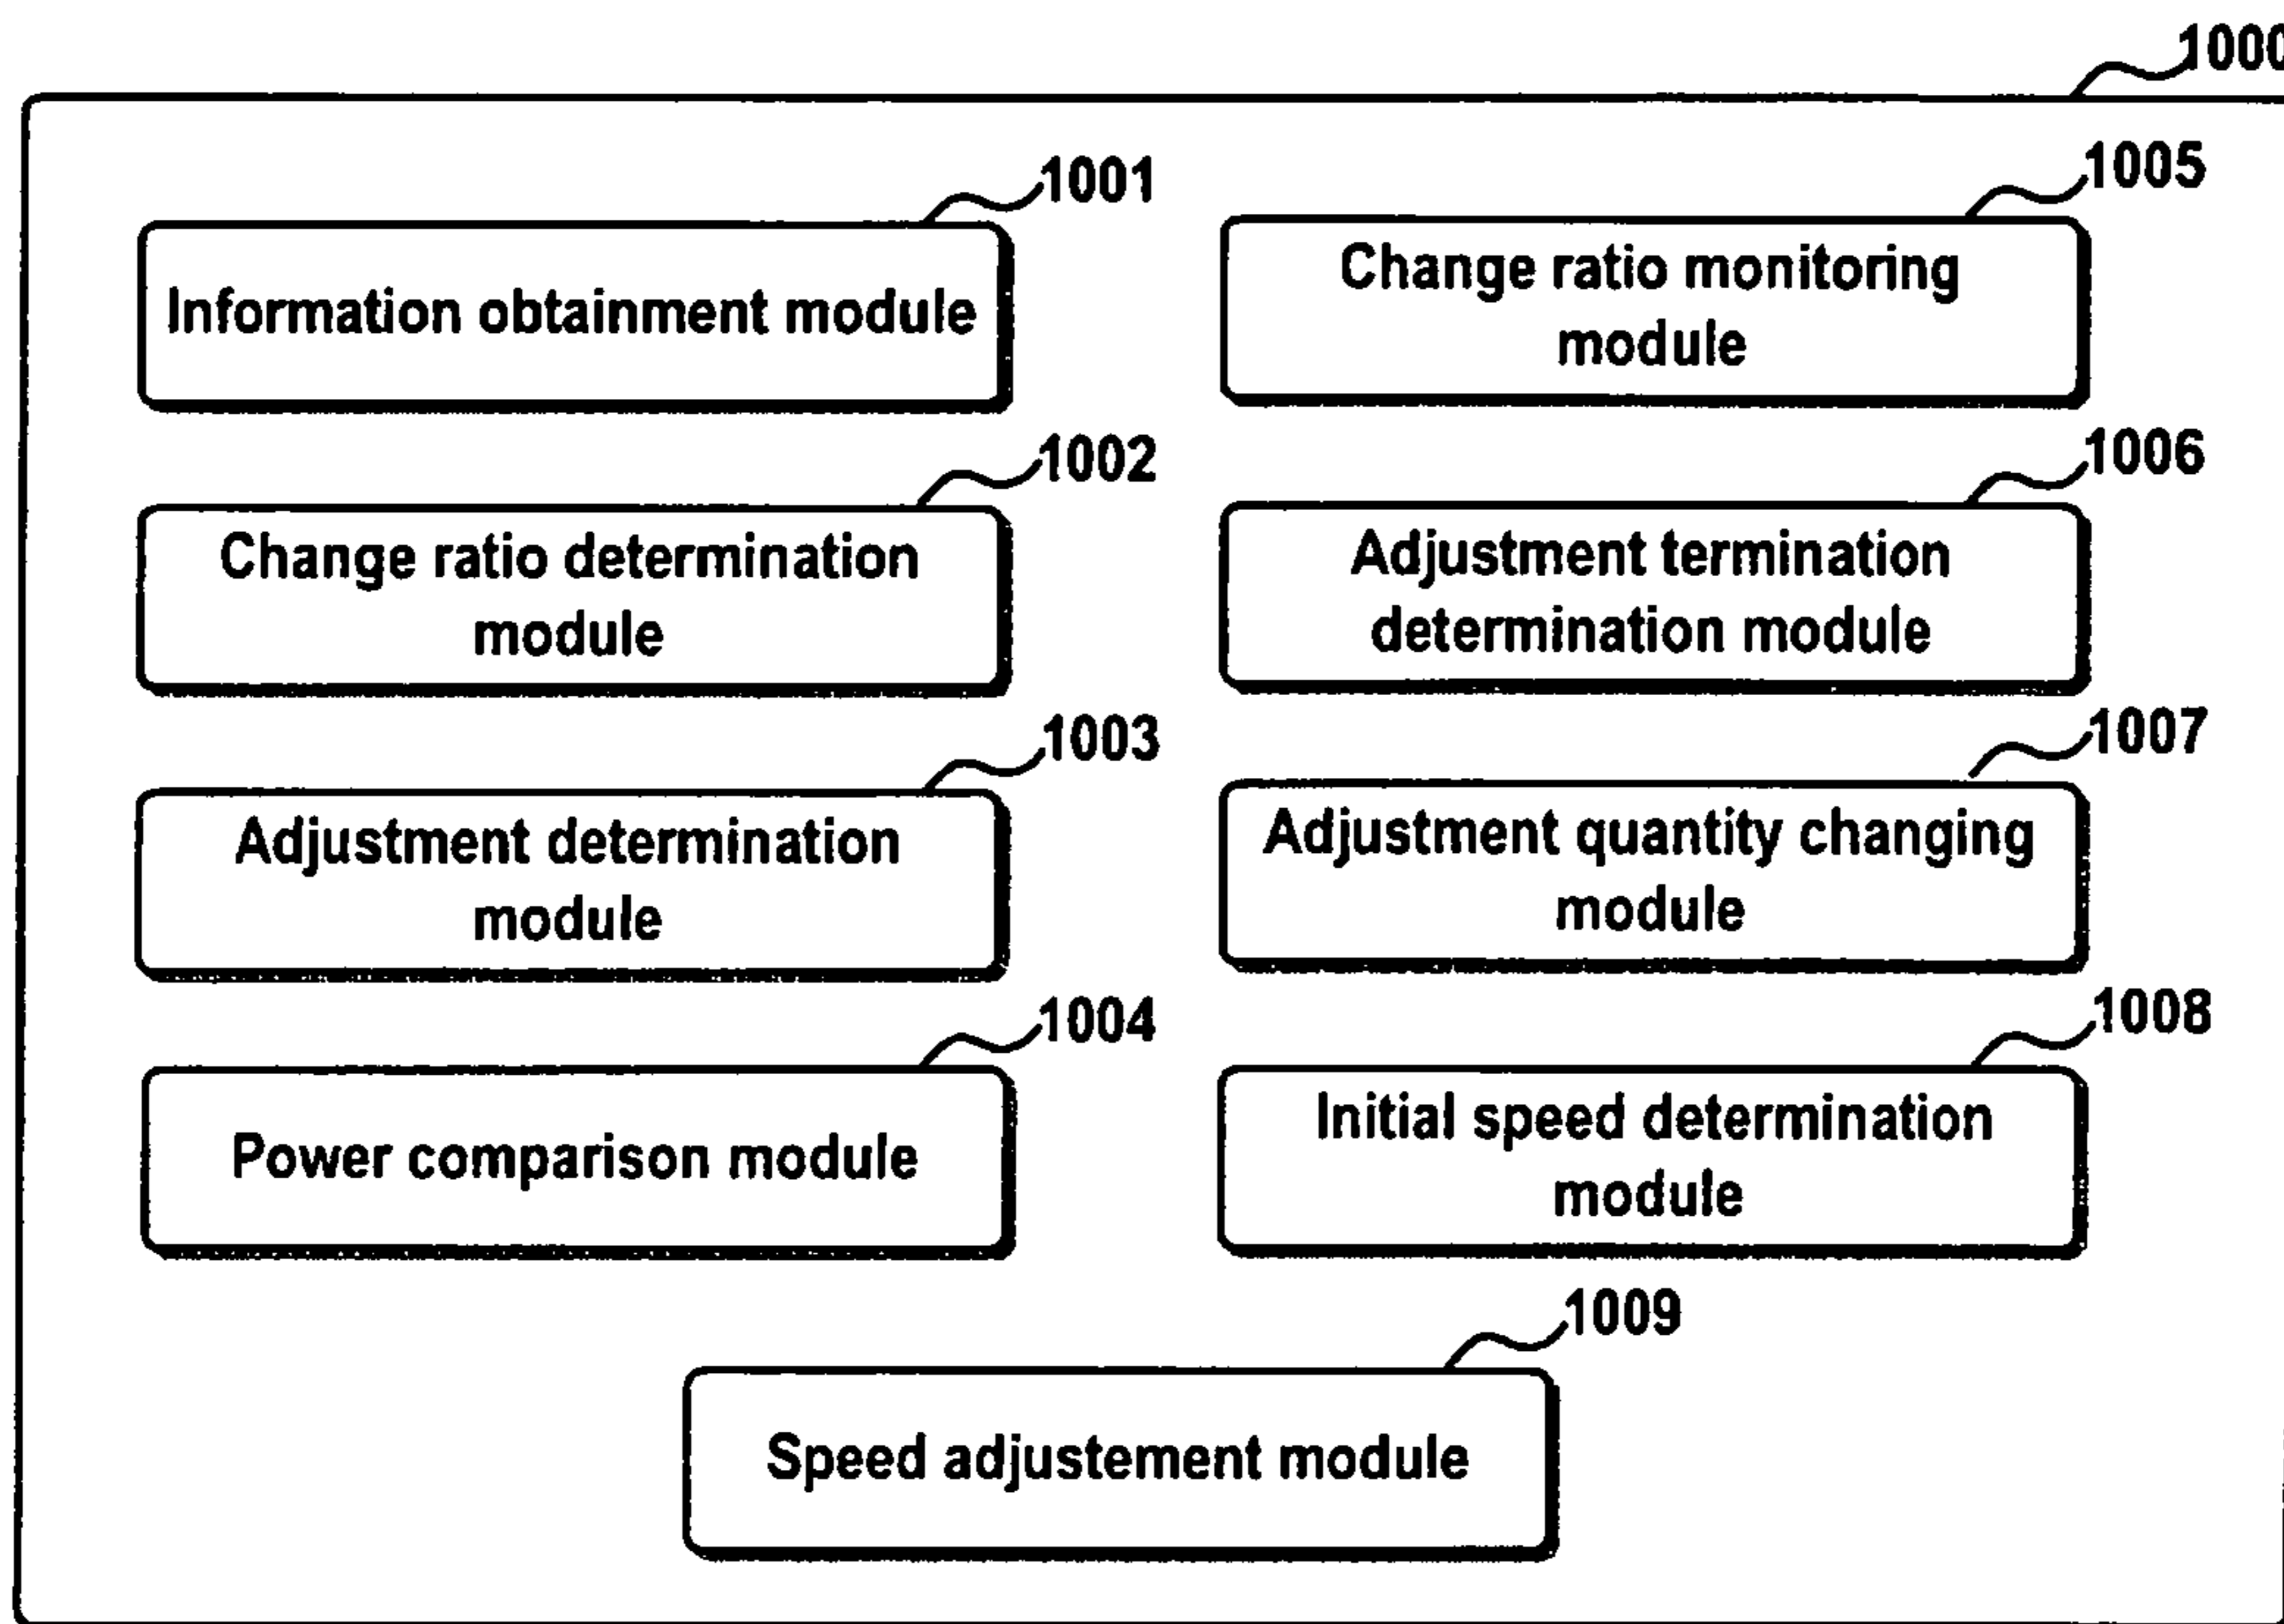 1000
1001
Information obtainment module
1002
Change ratio determination
module
1003
Adjustment determination
module
1004
Power comparison module
1005
Change ratio monitoring
module
1006
Adjustment termination
determination module
1007
Adjustment quantity changing
module
1008
Initial speed determination
module
1009
Speed adjustement module